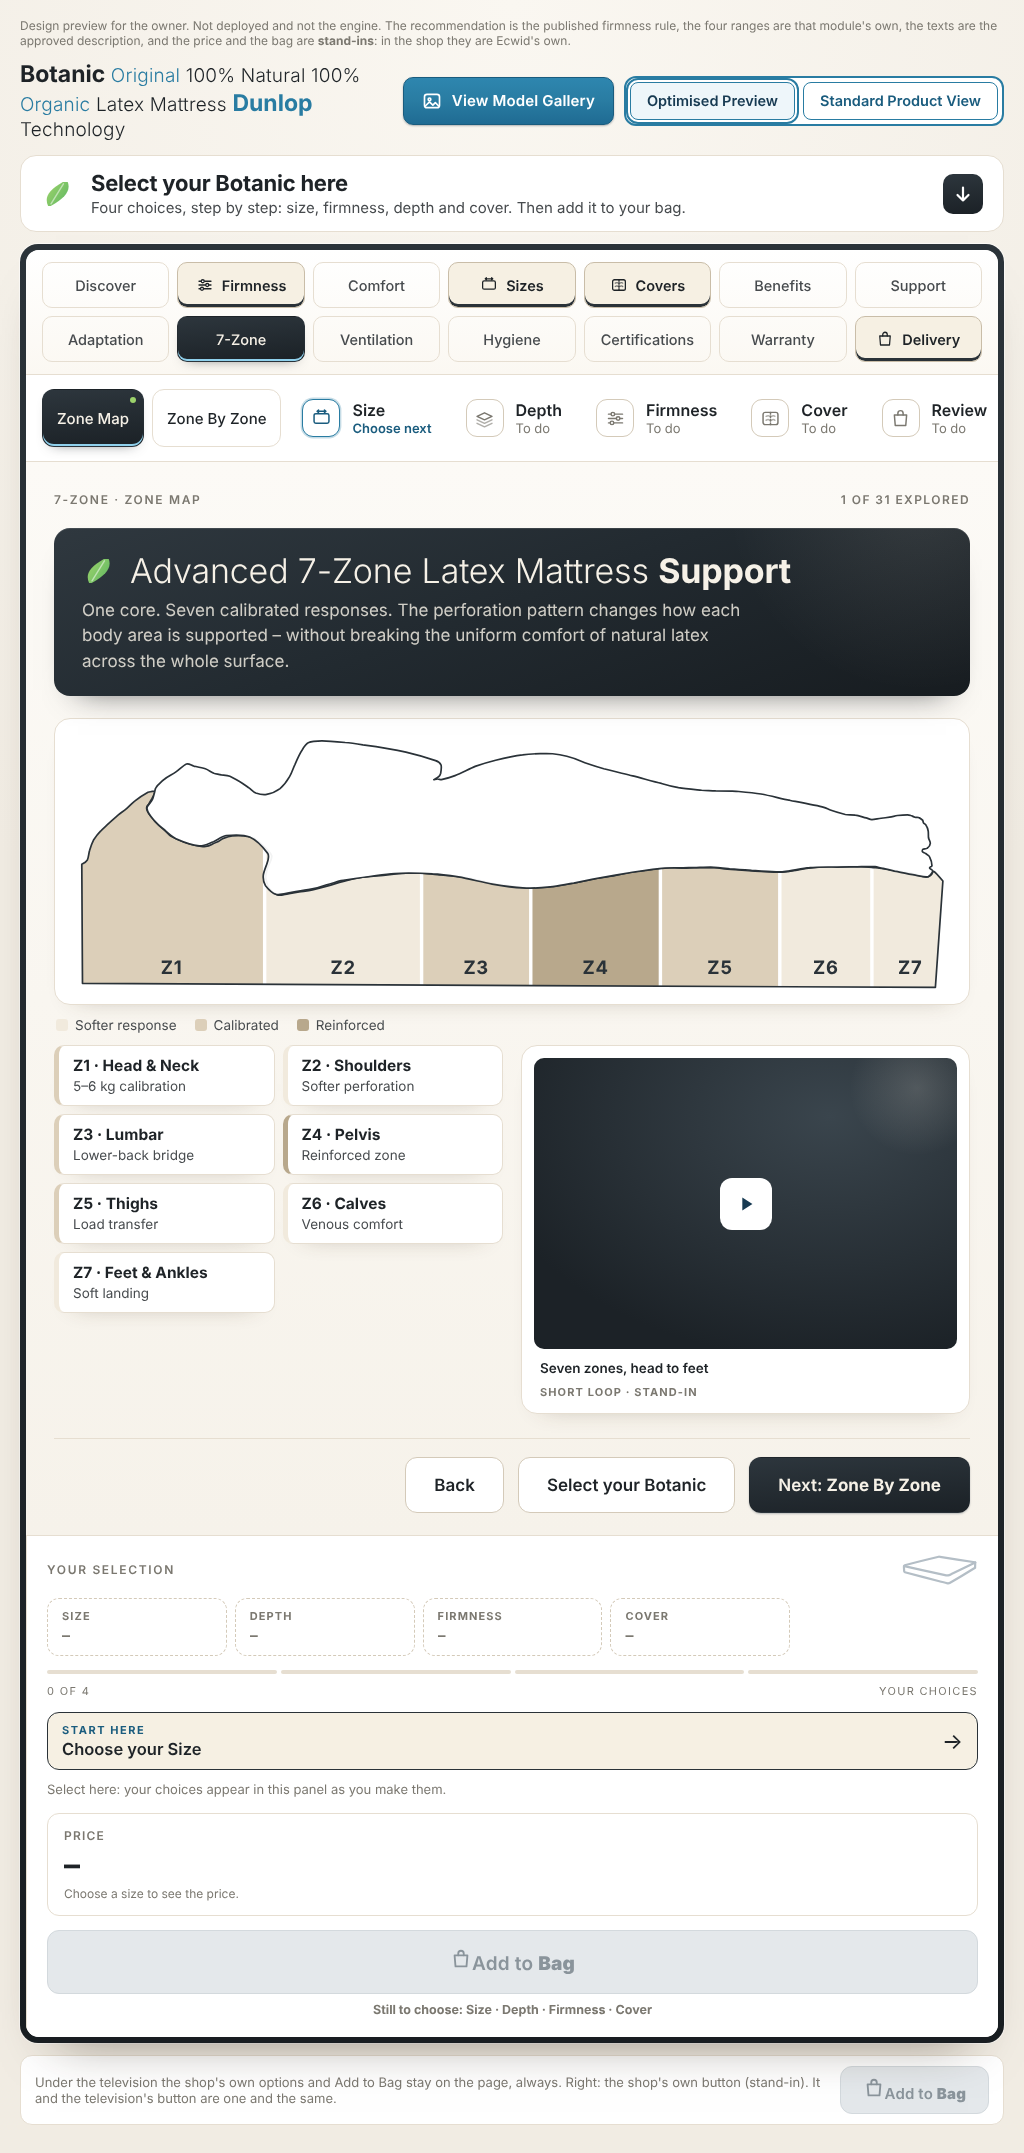 Design preview for the owner. Not deployed and not the engine. The recommendation is the published firmness rule, the four ranges are that module's own, the texts are the
approved description, and the price and the bag are stand-ins: in the shop they are Ecwid's own.
Botanic Original 100% Natural 100%
Organic Latex Mattress Dunlop
Technology
View Model Gallery
Optimised Preview
Standard Product View
Select your Botanic here
Four choices, step by step: size, firmness, depth and cover. Then add it to your bag.
Discover
Firmness
Comfort
Sizes
Covers
Benefits
Support
Adaptation
7-Zone
Ventilation
Hygiene
Certifications
Warranty
Delivery
Zone Map
Zone By Zone
Size
Choose next
Depth
To do
Firmness
To do
Cover
To do
Review
To do
7-ZONE · ZONE MAP
1 OF 31 EXPLORED
Advanced 7-Zone Latex Mattress Support
One core. Seven calibrated responses. The perforation pattern changes how each
body area is supported – without breaking the uniform comfort of natural latex
across the whole surface.
Z1
Z2
Z3
Z4
Z5
Z6
Z7
Softer response
Calibrated
Reinforced
Z1 · Head & Neck
5–6 kg calibration
Z2 · Shoulders
Softer perforation
Z3 · Lumbar
Lower-back bridge
Z4 · Pelvis
Reinforced zone
Z5 · Thighs
Load transfer
Z6 · Calves
Venous comfort
Z7 · Feet & Ankles
Soft landing
Seven zones, head to feet
SHORT LOOP · STAND-IN
Back
Select your Botanic
Next: Zone By Zone
YOUR SELECTION
SIZE
–
DEPTH
–
FIRMNESS
–
COVER
–
0 OF 4
YOUR CHOICES
START HERE
Choose your Size
Select here: your choices appear in this panel as you make them.
PRICE
–
Choose a size to see the price.
Add to Bag
Still to choose: Size · Depth · Firmness · Cover
Under the television the shop's own options and Add to Bag stay on the page, always. Right: the shop's own button (stand-in). It
and the television's button are one and the same.
Add to Bag